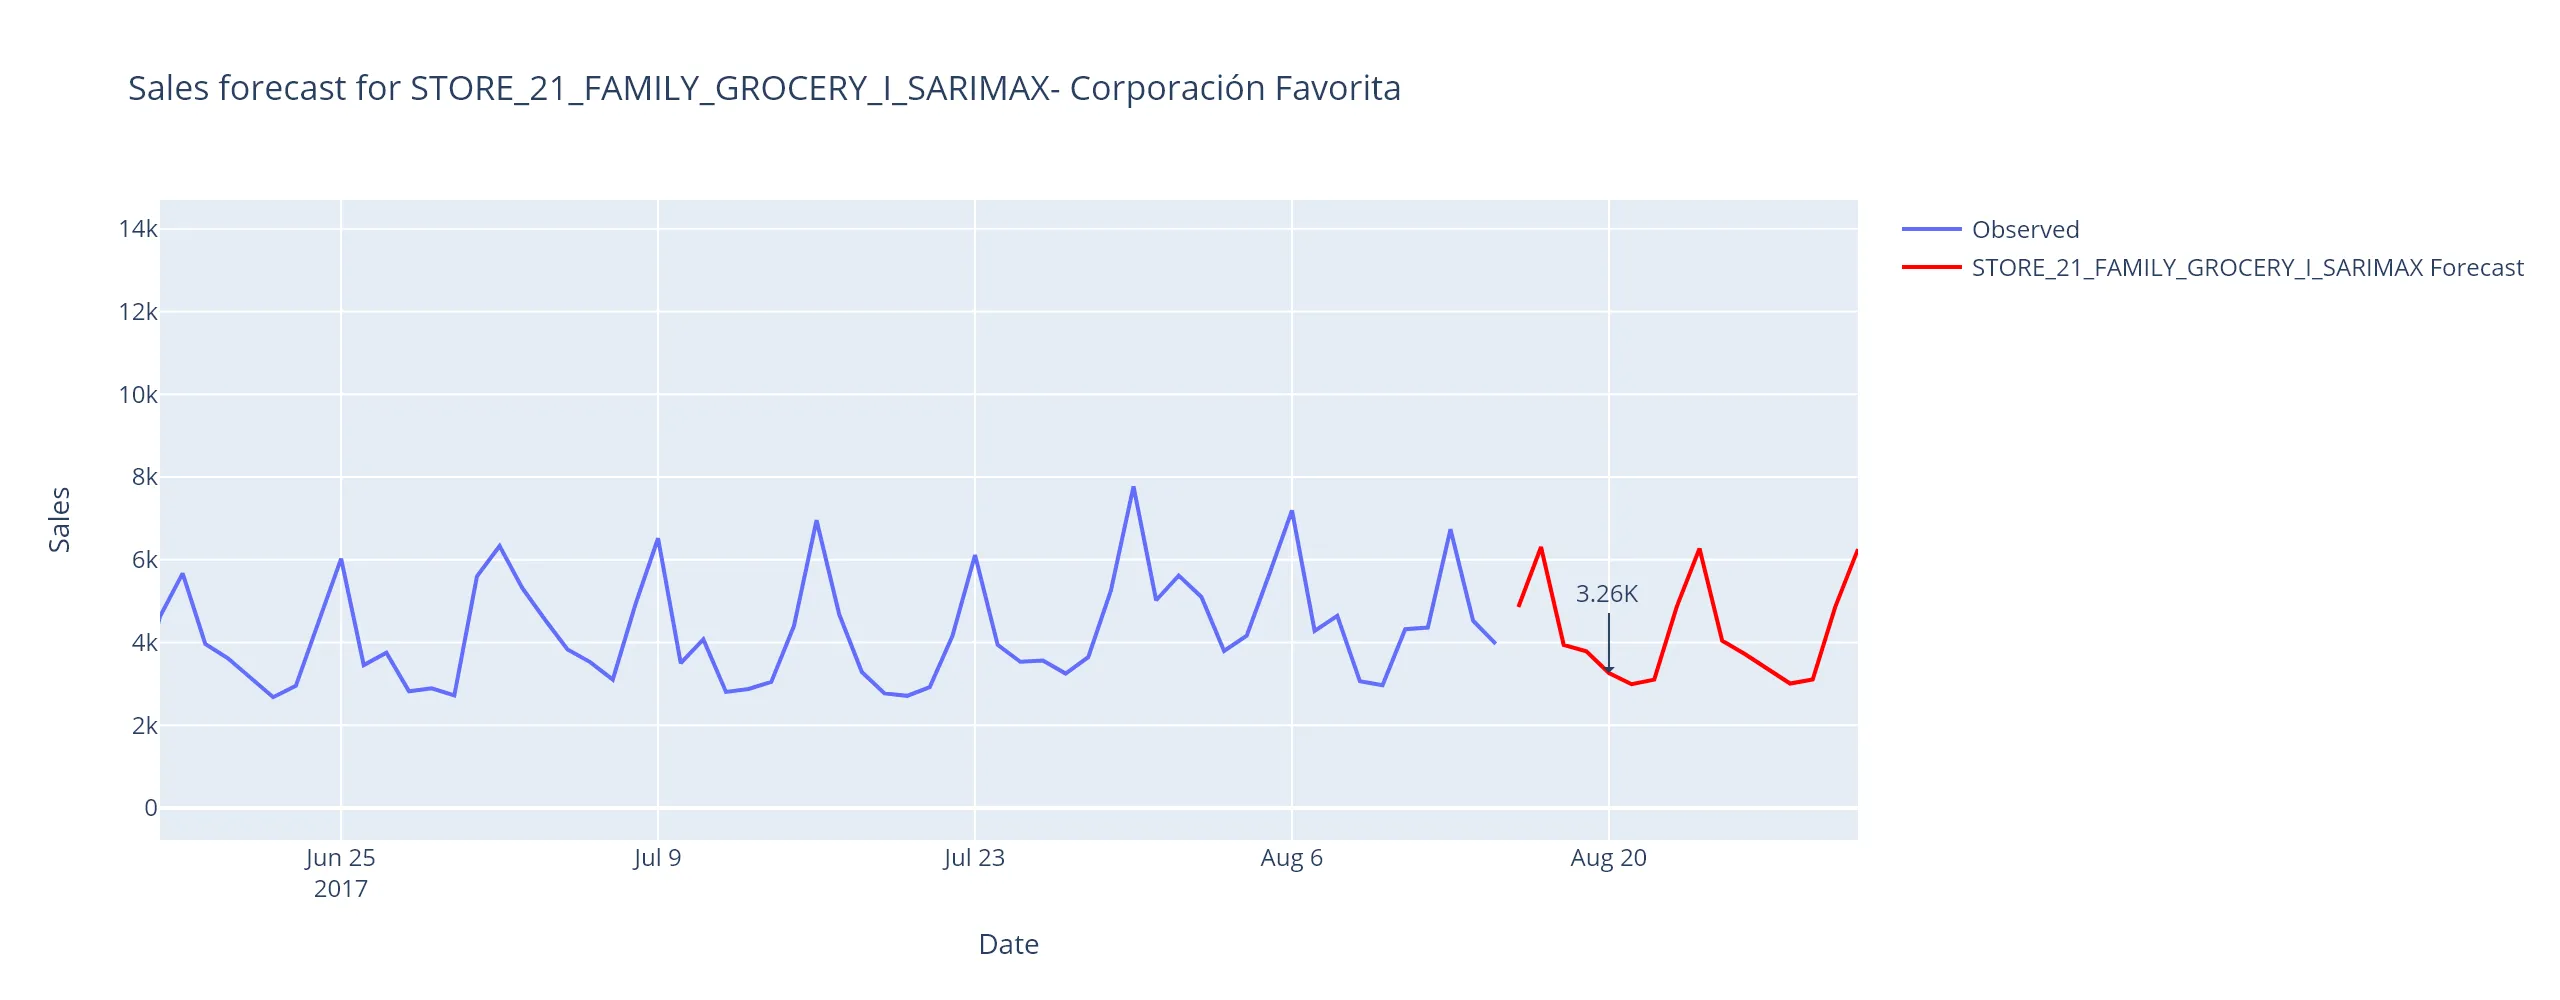 Sales forecast for STORE_21_FAMILY_GROCERY_I_SARIMAX- Corporación Favorita
Observed
STORE_21_FAMILY_GROCERY_I_SARIMAX Forecast
14k
12k
10k
8k
6k
4k
2k
0
Sales
3.26K
Jun 25
2017
Jul 9
Jul 23
Aug 6
Aug 20
Date